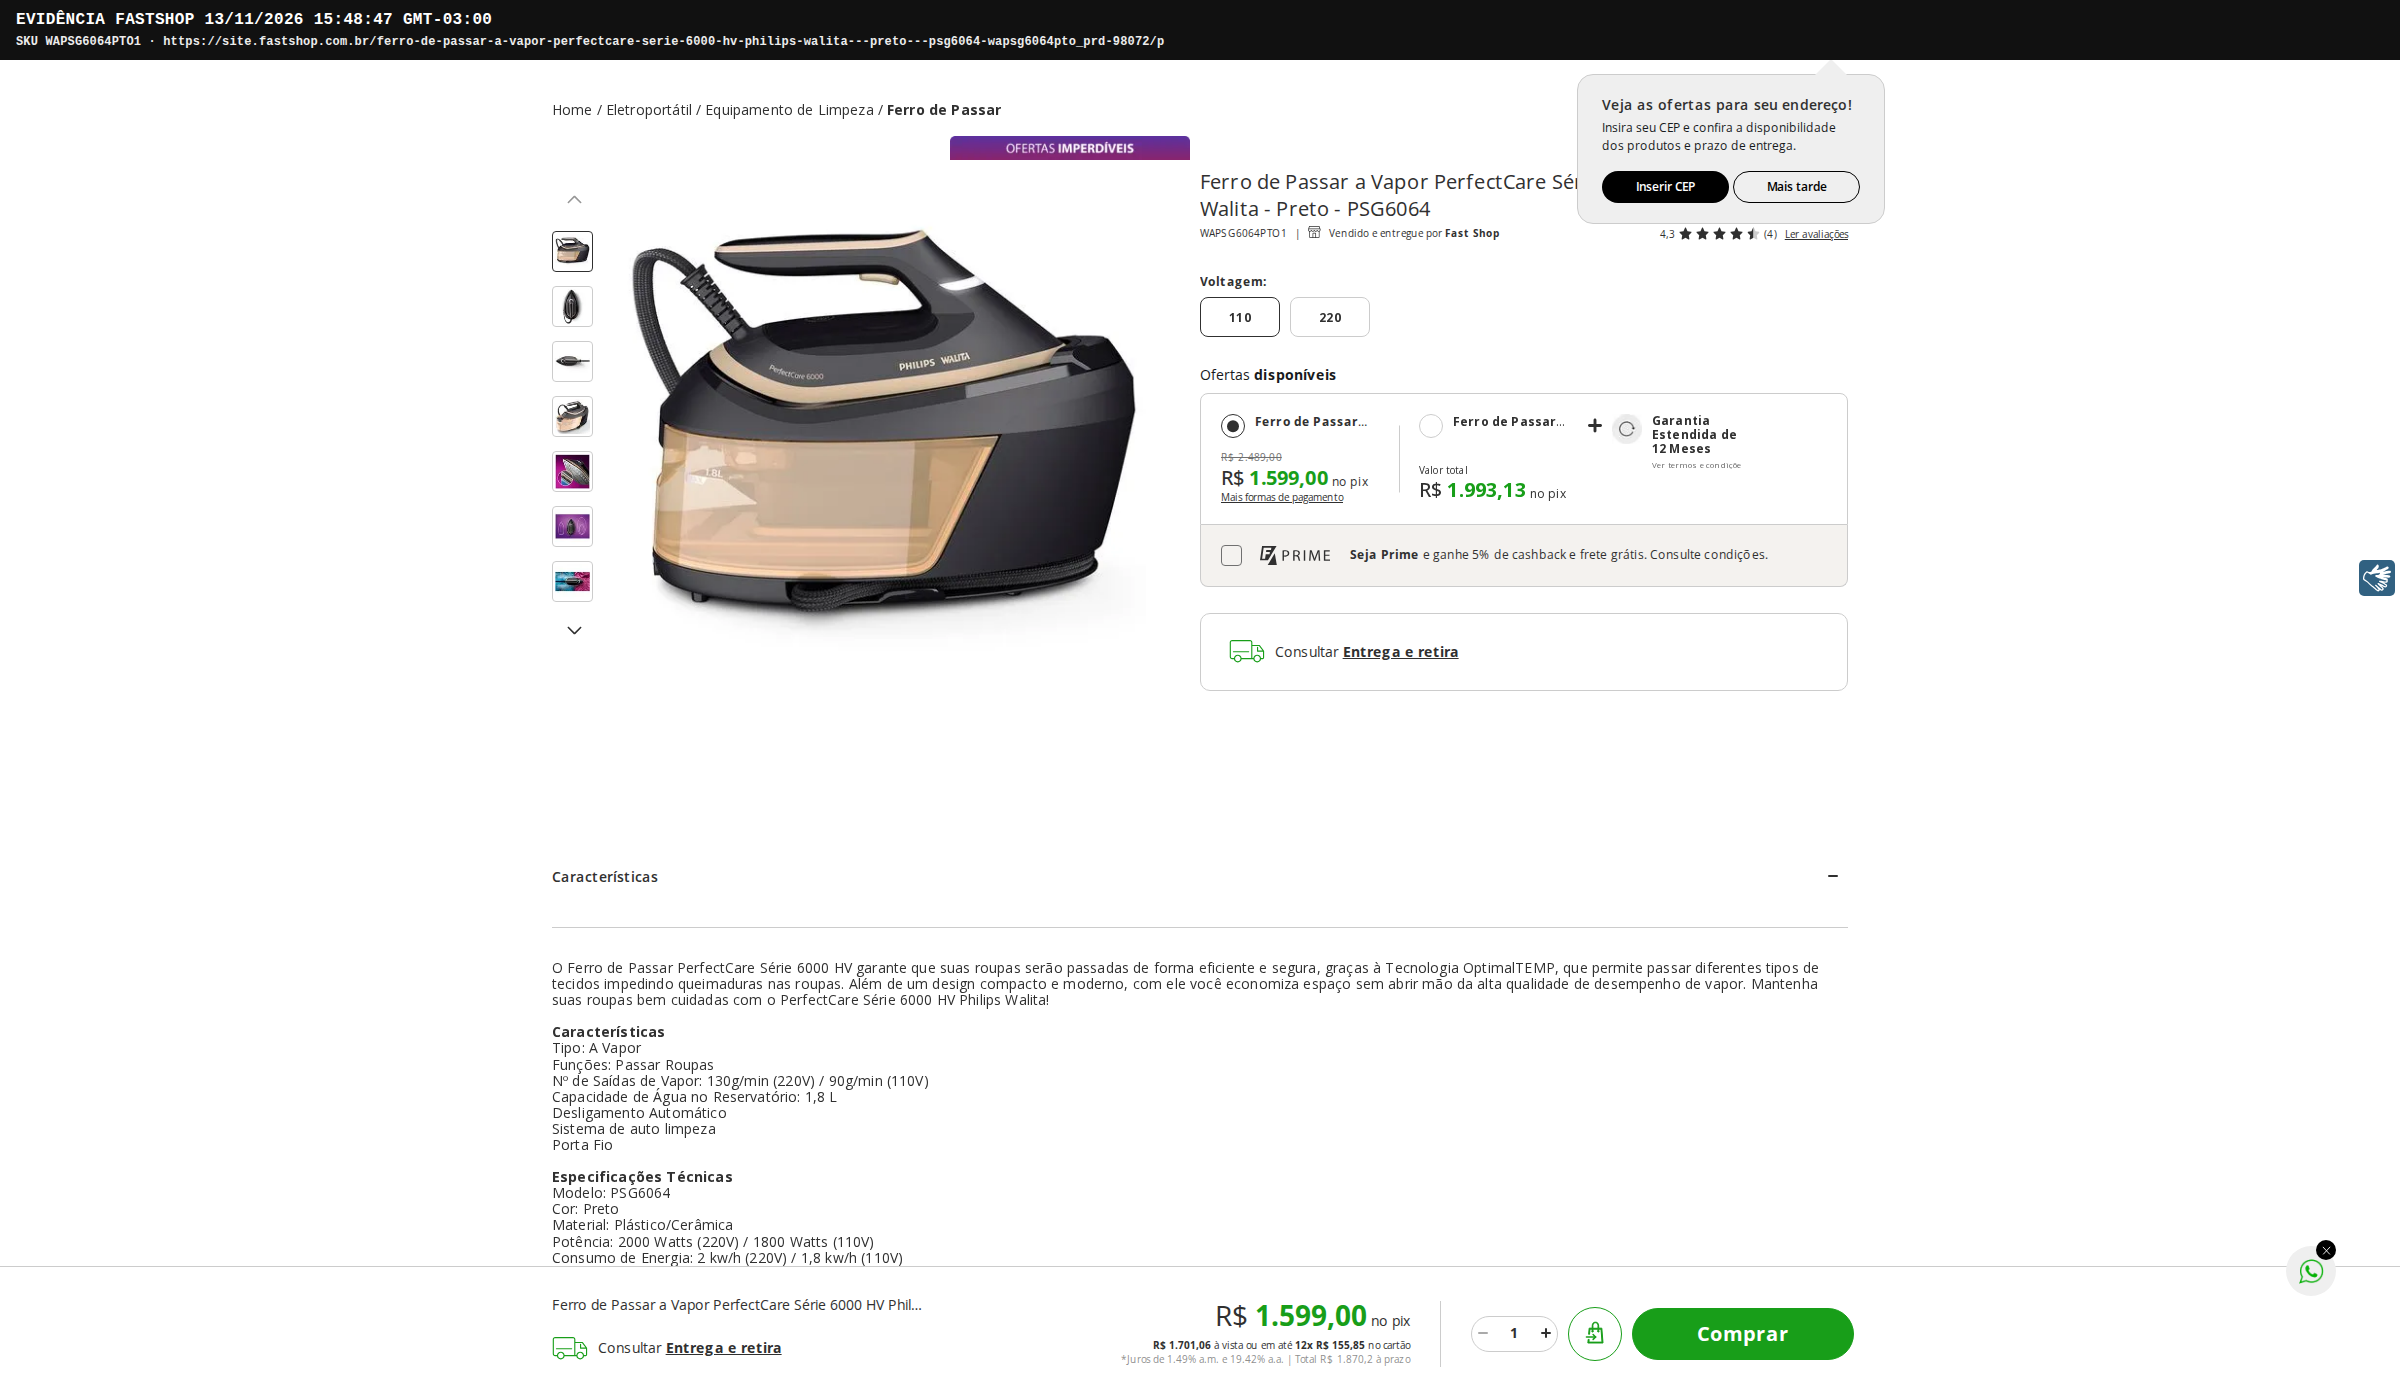 EVIDÊNCIA FASTSHOP 13/11/2026 15:48:47 GMT-03:00
SKU WAPSG6064PTO1 · https://site.fastshop.com.br/ferro-de-passar-a-vapor-perfectcare-serie-6000-hv-philips-walita---preto---psg6064-wapsg6064pto_prd-98072/p
Home / Eletroportátil / Equipamento de Limpeza / Ferro de Passar
Veja as ofertas para seu endereço!
Insira seu CEP e confira a disponibilidade
dos produtos e prazo de entrega.
Inserir CEP
Mais tarde
OFERTAS IMPERDÍVEIS
Ferro de Passar a Vapor PerfectCare Sér
Walita - Preto - PSG6064
WAPSG6064PTO1 | Vendido e entregue por Fast Shop
4,3 (4) Ler avaliações
Voltagem:
110
220
Ofertas disponíveis
Ferro de Passar...
R$ 2.489,00
R$ 1.599,00 no pix
Mais formas de pagamento
Ferro de Passar...
Valor total
R$ 1.993,13 no pix
+
Garantia
Estendida de
12 Meses
Ver termos e condiçõe
PRIME
Seja Prime e ganhe 5% de cashback e frete grátis. Consulte condições.
Consultar Entrega e retira
PerfectCare 6000
PHILIPS WALITA
1.8L
Características
O Ferro de Passar PerfectCare Série 6000 HV garante que suas roupas serão passadas de forma eficiente e segura, graças à Tecnologia OptimalTEMP, que permite passar diferentes tipos de
tecidos impedindo queimaduras nas roupas. Além de um design compacto e moderno, com ele você economiza espaço sem abrir mão da alta qualidade de desempenho de vapor. Mantenha
suas roupas bem cuidadas com o PerfectCare Série 6000 HV Philips Walita!
Características
Tipo: A Vapor
Funções: Passar Roupas
Nº de Saídas de Vapor: 130g/min (220V) / 90g/min (110V)
Capacidade de Água no Reservatório: 1,8 L
Desligamento Automático
Sistema de auto limpeza
Porta Fio
Especificações Técnicas
Modelo: PSG6064
Cor: Preto
Material: Plástico/Cerâmica
Potência: 2000 Watts (220V) / 1800 Watts (110V)
Consumo de Energia: 2 kw/h (220V) / 1,8 kw/h (110V)
Ferro de Passar a Vapor PerfectCare Série 6000 HV Phil...
Consultar Entrega e retira
R$ 1.599,00 no pix
R$ 1.701,06 à vista ou em até 12x R$ 155,85 no cartão
*Juros de 1.49% a.m. e 19.42% a.a. | Total R$ 1.870,2 à prazo
1
Comprar